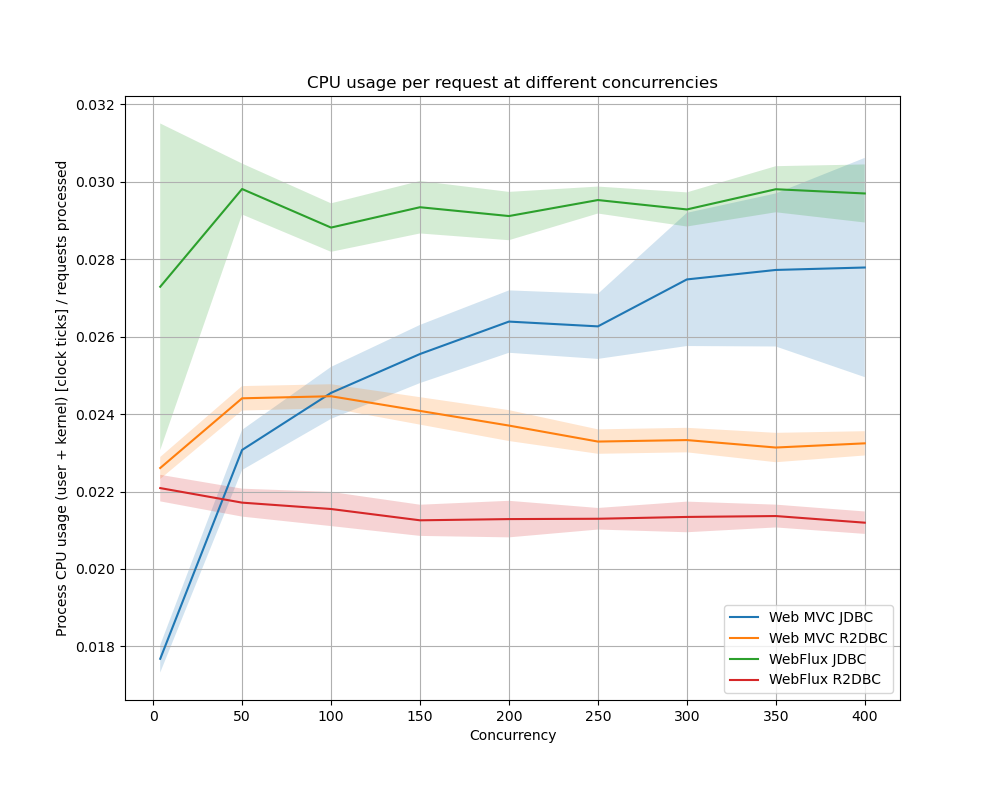 CPU usage per request at different concurrencies
Process CPU usage (user + kernel) [clock ticks] / requests processed
0.032
0.030
0.028
0.026
0.024
0.022
0.020
0.018
0 50 100 150 200 250 300 350 400
Concurrency
Web MVC JDBC
Web MVC R2DBC
WebFlux JDBC
WebFlux R2DBC